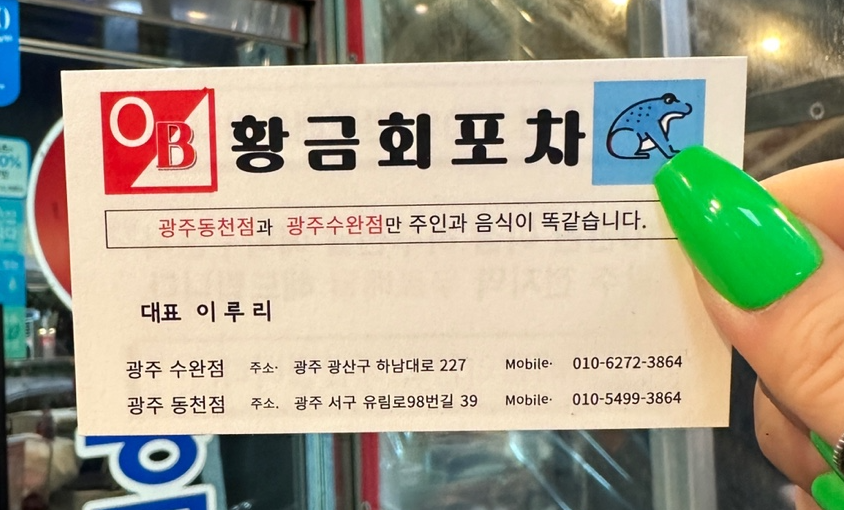 OB 황금회포차
광주동천점과 광주수완점만 주인과 음식이 똑같습니다.
대표 이루리
광주 수완점 주소· 광주 광산구 하남대로 227 Mobile· 010-6272-3864
광주 동천점 주소. 광주 서구 유림로98번길 39 Mobile· 010-5499-3864